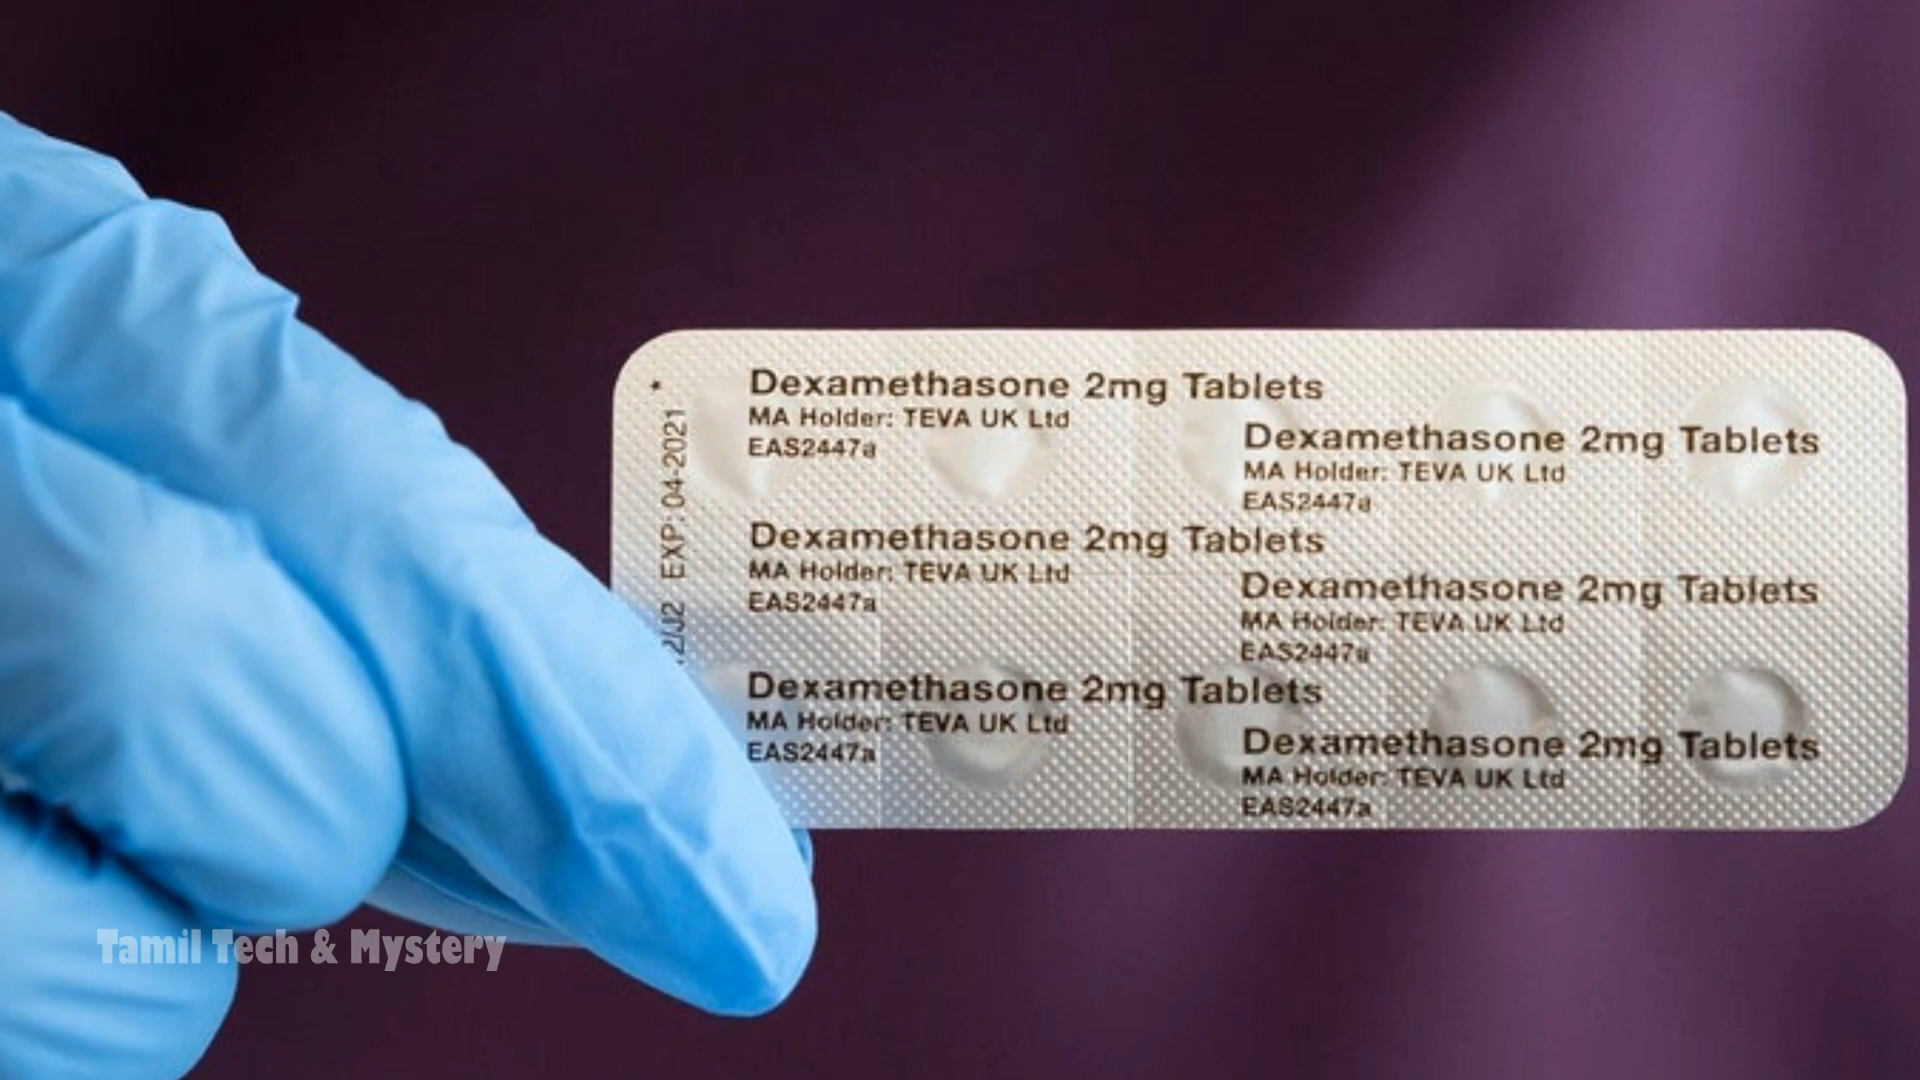 Dexamethasone 2mg Tablets
MA Holder: TEVA UK Ltd
EAS2447a
Dexamethasone 2mg Tablets
MA Holder: TEVA UK Ltd
EAS2447a
Dexamethasone 2mg Tablets
MA Holder: TEVA UK Ltd
EAS2447a
Dexamethasone 2mg Tablets
MA Holder: TEVA UK Ltd
EAS2447a
Dexamethasone 2mg Tablets
MA Holder: TEVA UK Ltd
EAS2447a
Dexamethasone 2mg Tablets
MA Holder: TEVA UK Ltd
EAS2447a
EXP: 04-2021 *
Tamil Tech & Mystery